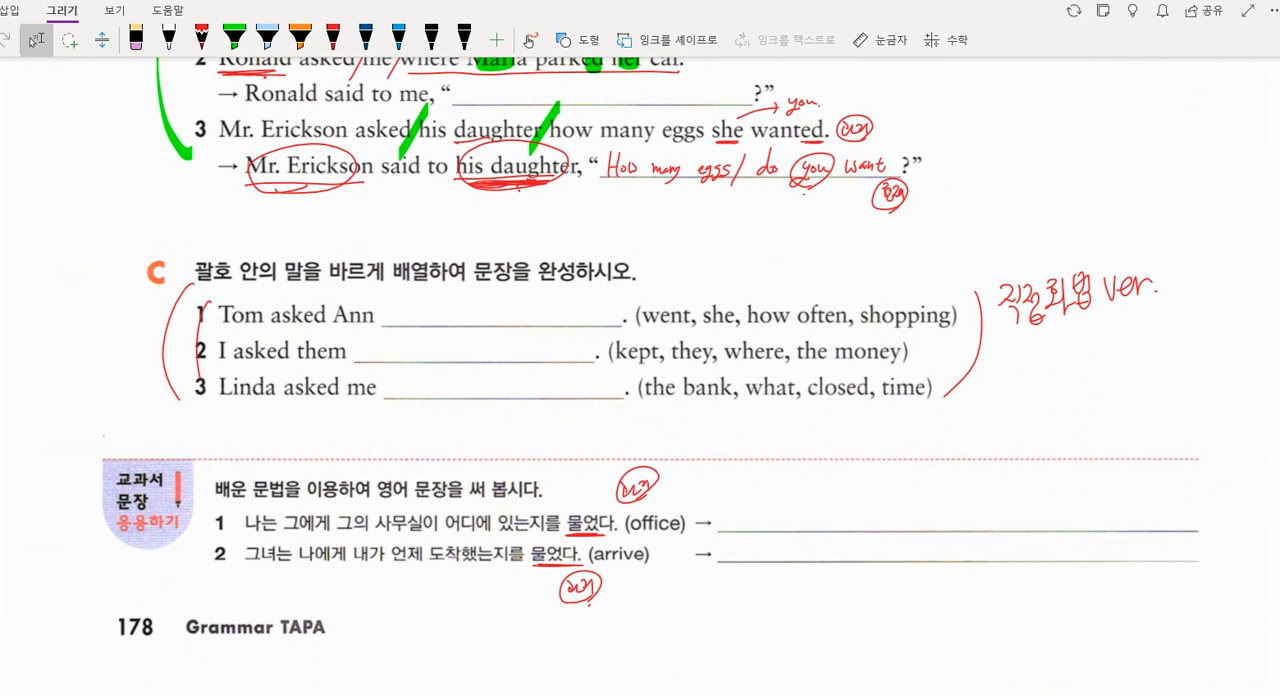 삽입 그리기 보기 도움말 공유
도형 잉크를 셰이프로 잉크를 텍스트로 눈금자 수학
2 Ronald asked me where Maria parked her car.
→ Ronald said to me, “ ?”
you.
3 Mr. Erickson asked his daughter how many eggs she wanted. 과거
→ Mr. Erickson said to his daughter, “ How many eggs / do you want ?”
현재
C 괄호 안의 말을 바르게 배열하여 문장을 완성하시오.
직접화법 ver.
1 Tom asked Ann . (went, she, how often, shopping)
2 I asked them . (kept, they, where, the money)
3 Linda asked me . (the bank, what, closed, time)
교과서 문장 응용하기
배운 문법을 이용하여 영어 문장을 써 봅시다. 과거
1 나는 그에게 그의 사무실이 어디에 있는지를 물었다. (office) →
2 그녀는 나에게 내가 언제 도착했는지를 물었다. (arrive) →
과거
178 Grammar TAPA